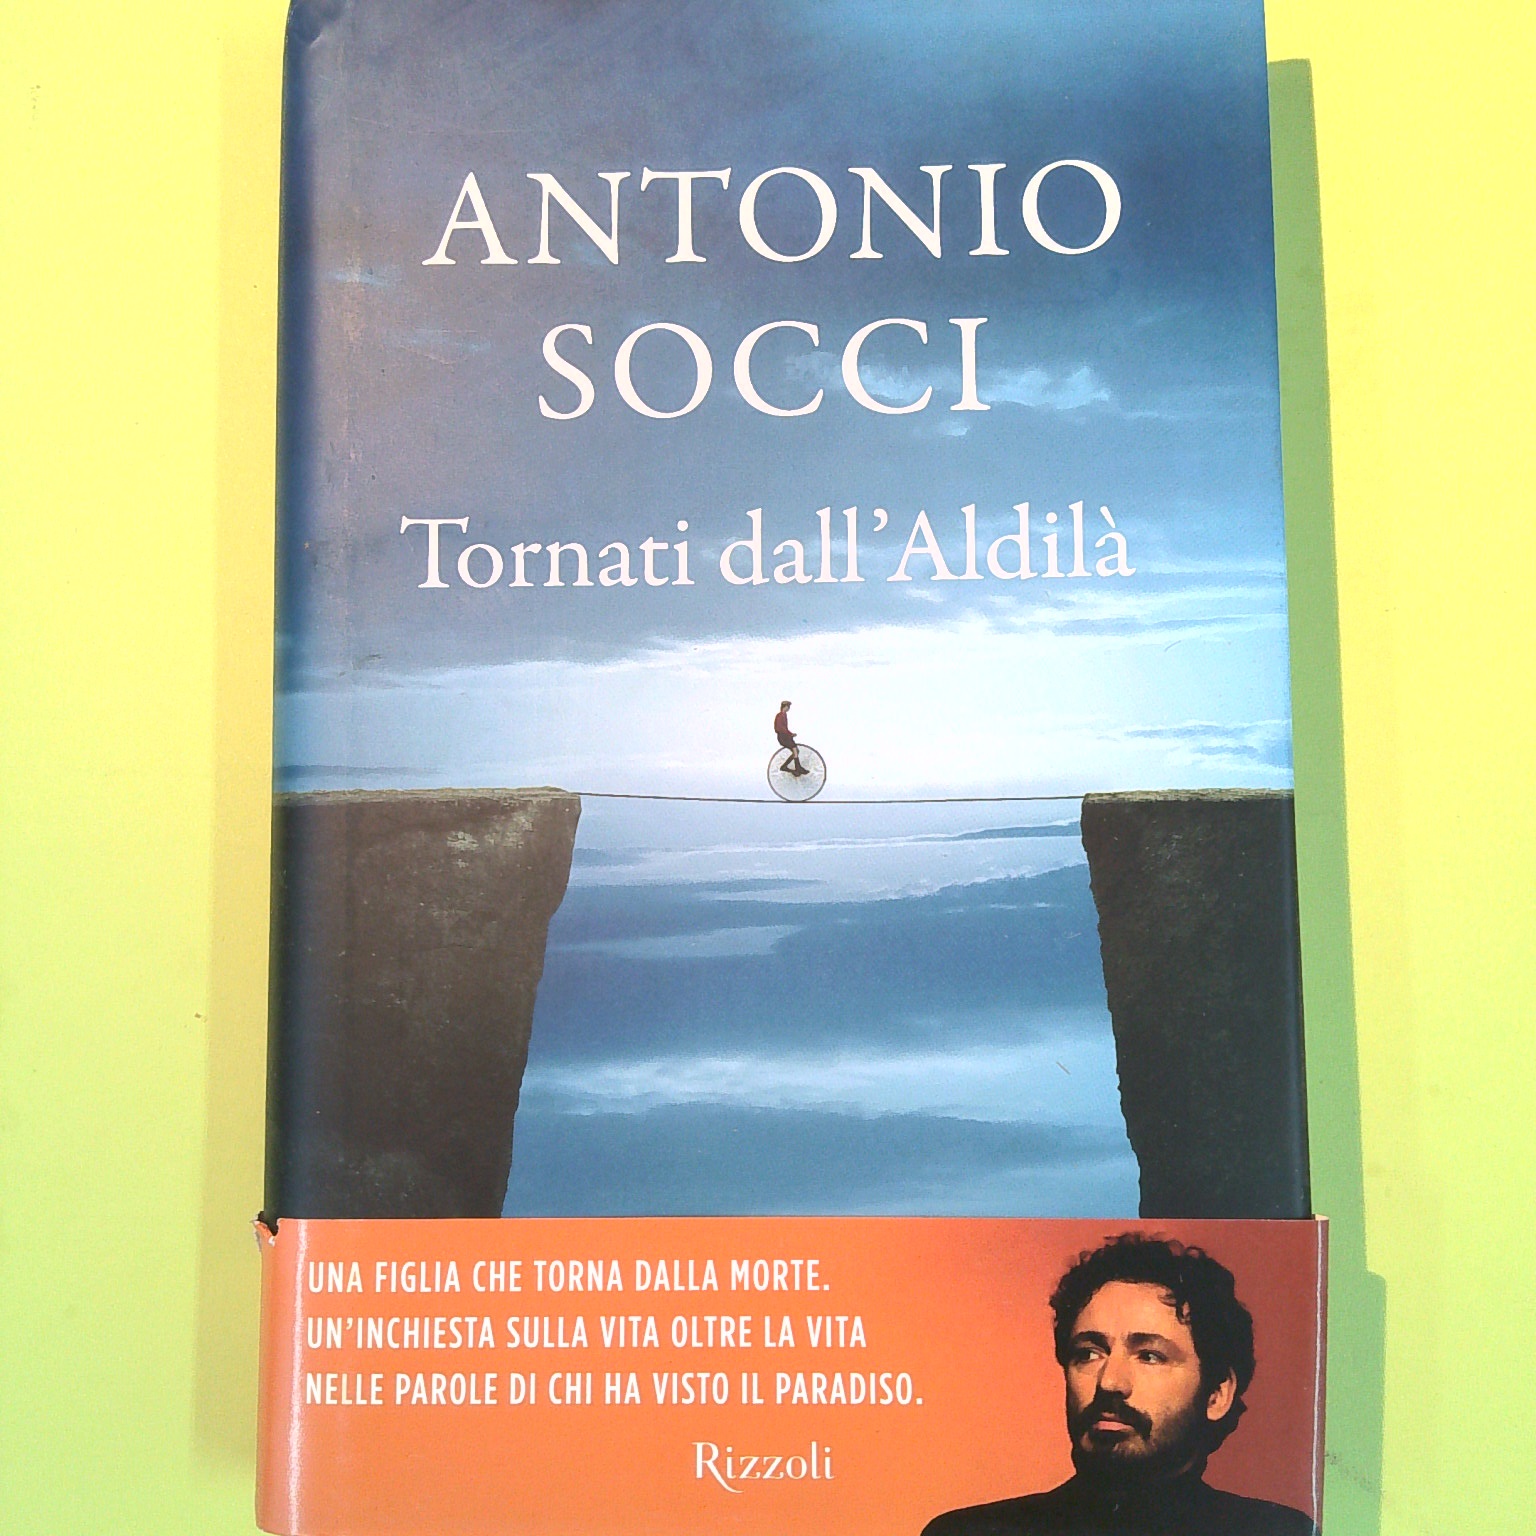 ANTONIO
SOCCI
Tornati dall'Aldilà
UNA FIGLIA CHE TORNA DALLA MORTE.
UN'INCHIESTA SULLA VITA OLTRE LA VITA
NELLE PAROLE DI CHI HA VISTO IL PARADISO.
Rizzoli